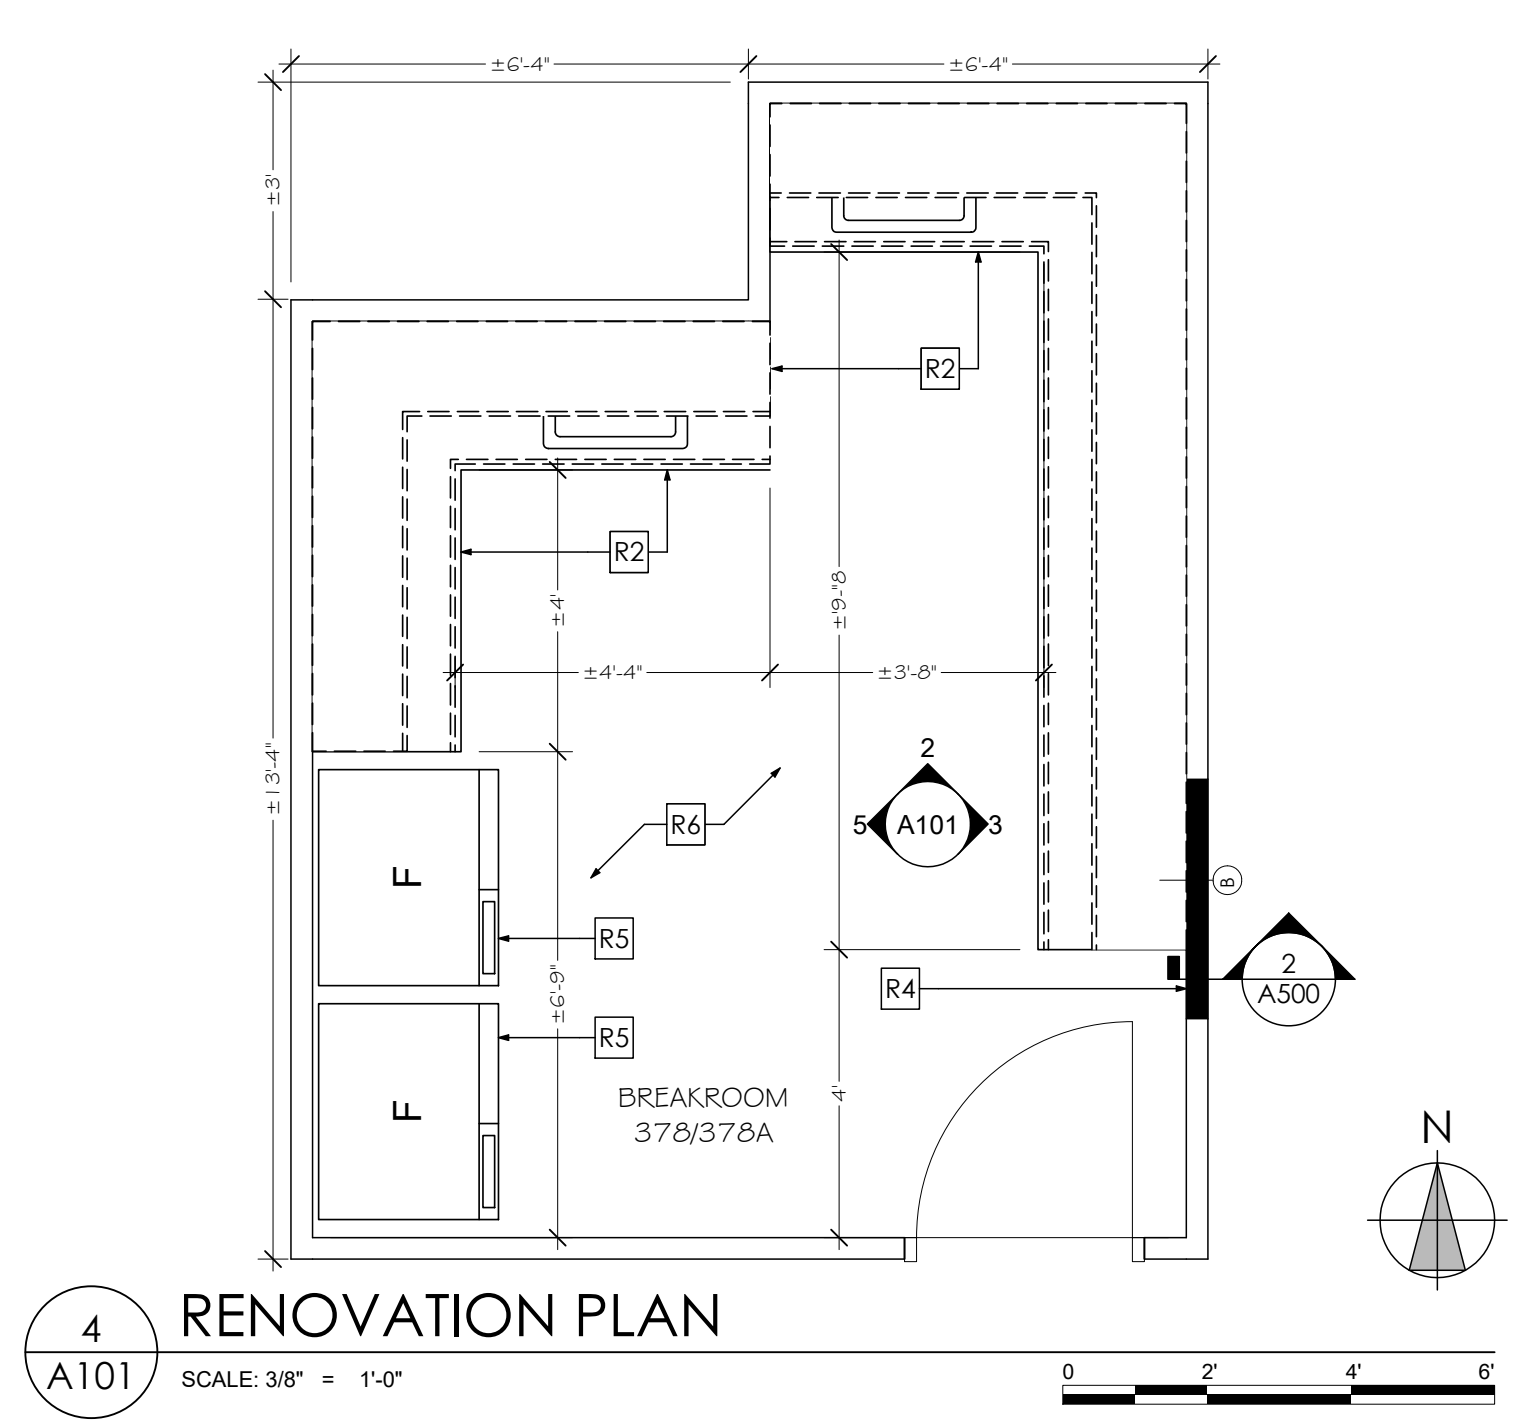 ±6'-4"
±6'-4"
±3'
R2
R2
±4'
±9'-8"
±4'-4"
±3'-8"
±13'-4"
2
5
A101
3
R6
F
B
R5
2
A500
R4
±6'-9"
R5
F
4'
BREAKROOM
378/378A
N
4
A101
RENOVATION PLAN
SCALE: 3/8" = 1'-0"
0 2' 4' 6'